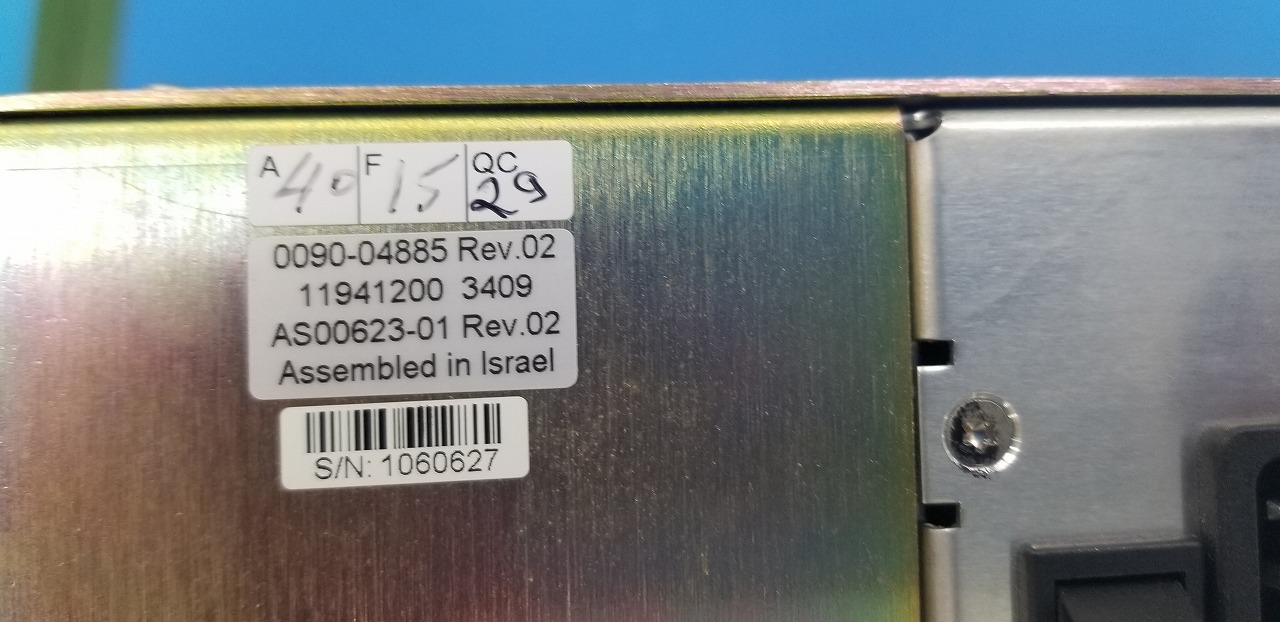 A 40 F 15 QC 29
0090-04885 Rev.02
11941200 3409
AS00623-01 Rev.02
Assembled in Israel
S/N: 1060627